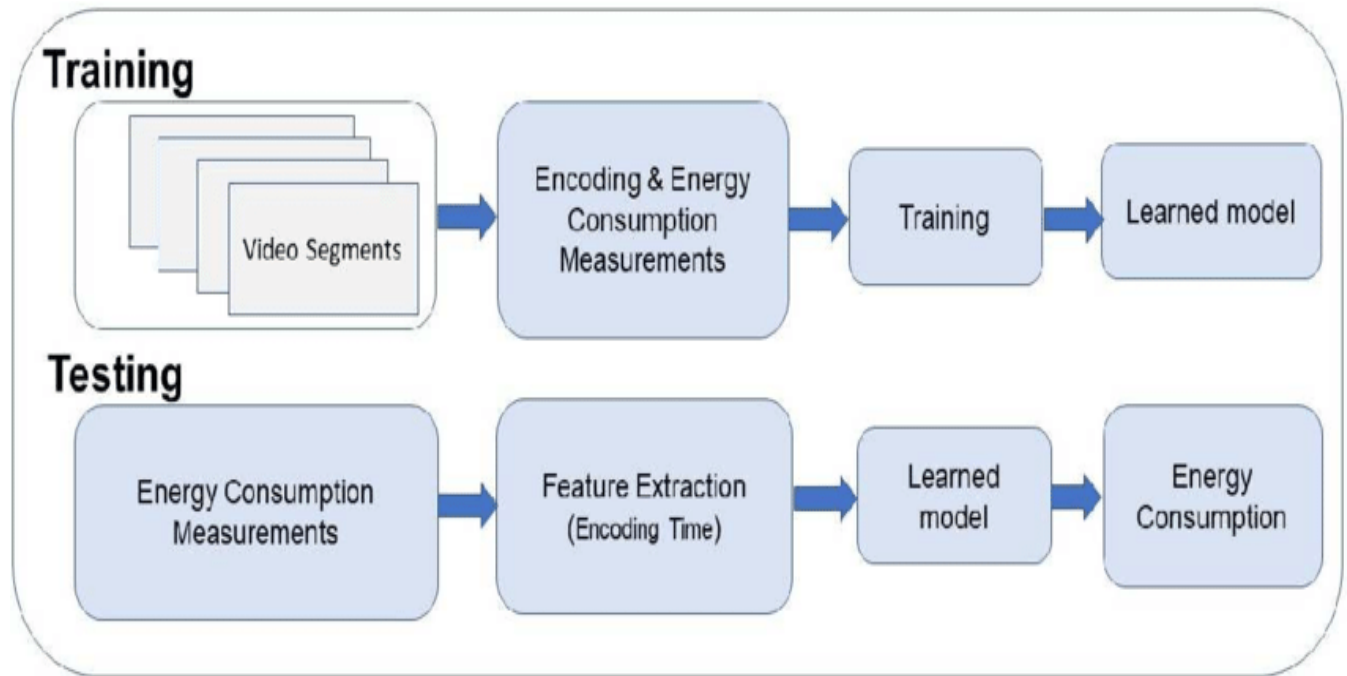 Training
Video Segments
Encoding & Energy
Consumption
Measurements
Training
Learned model
Testing
Energy Consumption
Measurements
Feature Extraction
(Encoding Time)
Learned
model
Energy
Consumption